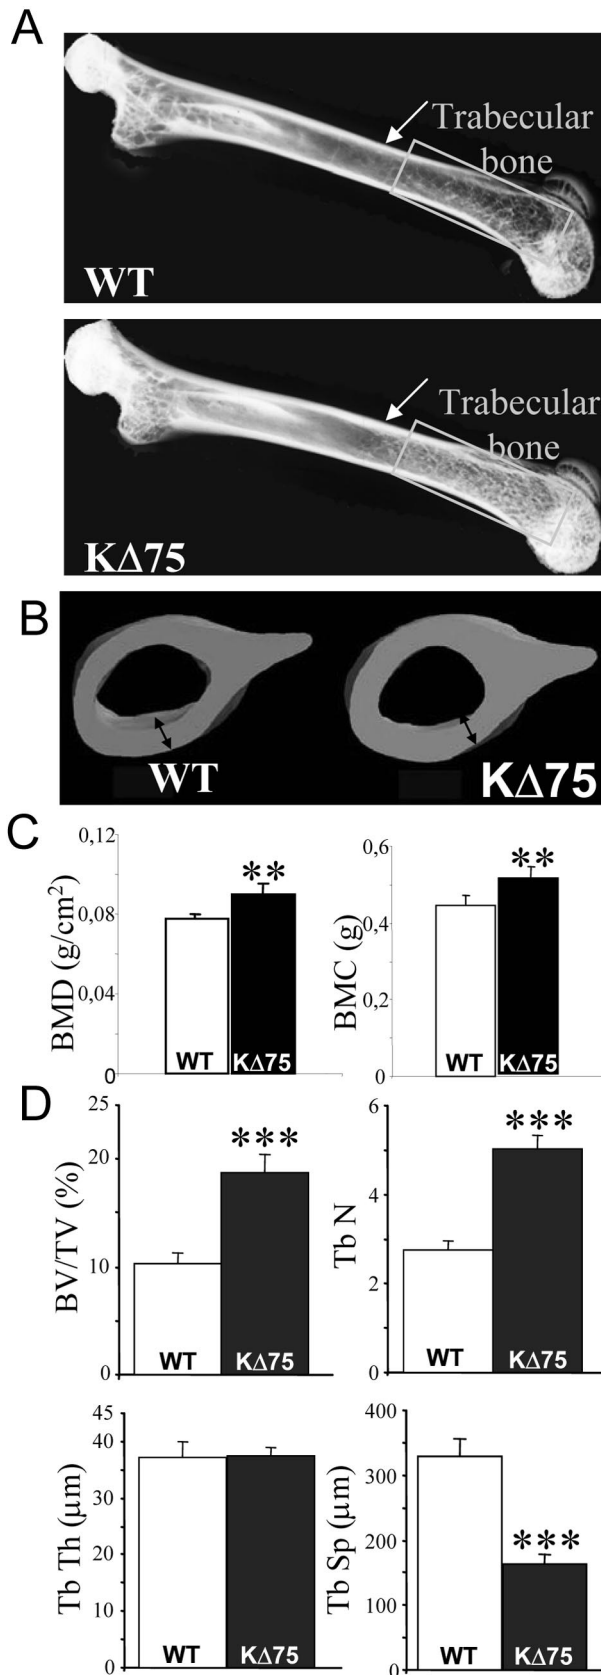 A
Trabecular
bone
WT
Trabecular
bone
KΔ75
B
WT
KΔ75
C
BMD (g/cm²)
0,12
0,08
0,04
0
**
WT
KΔ75
BMC (g)
0,6
0,4
0,2
0
**
WT
KΔ75
D
BV/TV (%)
25
20
10
0
***
WT
KΔ75
Tb N
6
4
2
0
***
WT
KΔ75
Tb Th (μm)
45
40
35
30
10
0
WT
KΔ75
Tb Sp (μm)
400
300
200
100
0
***
WT
KΔ75